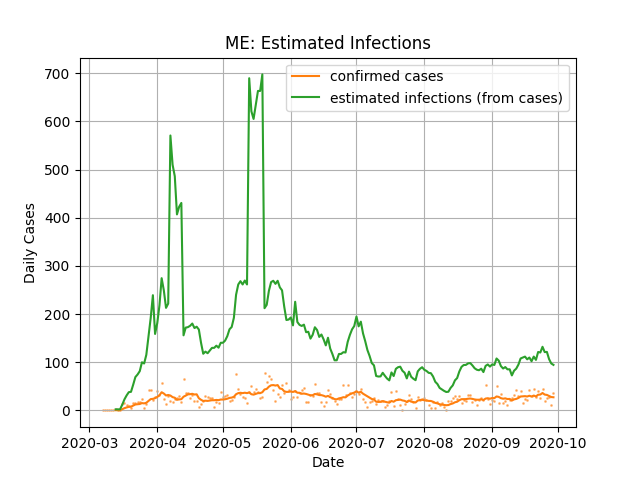 ME: Estimated Infections
confirmed cases
estimated infections (from cases)
Daily Cases
700
600
500
400
300
200
100
0
2020-03 2020-04 2020-05 2020-06 2020-07 2020-08 2020-09 2020-10
Date